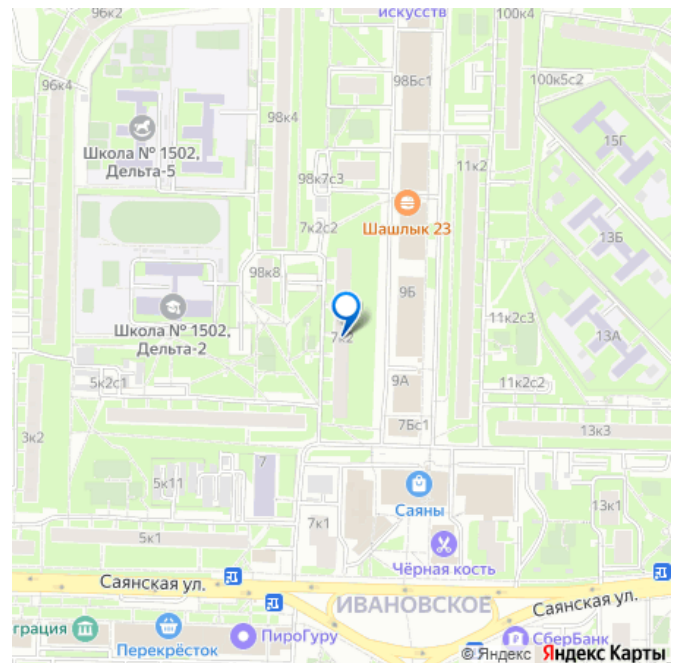 96к2
искусств
100к4
96к4
98Бс1
100к5с2
98к4
15Г
Школа № 1502,
Дельта-5
11к2
98к7с3
Шашлык 23
7к2с2
13Б
98к8
9Б
Школа № 1502,
Дельта-2
7к2
11к2с3
13А
5к2с1
9А
11к2с2
7Бс1
3к2
13к3
7
5к11
Саяны
13к1
7к1
5к1
Чёрная кость
Саянская ул.
ИВАНОВСКОЕ
Саянская ул.
грация
Перекрёсток
ПироГуру
СберБанк
© Яндекс Яндекс Карты